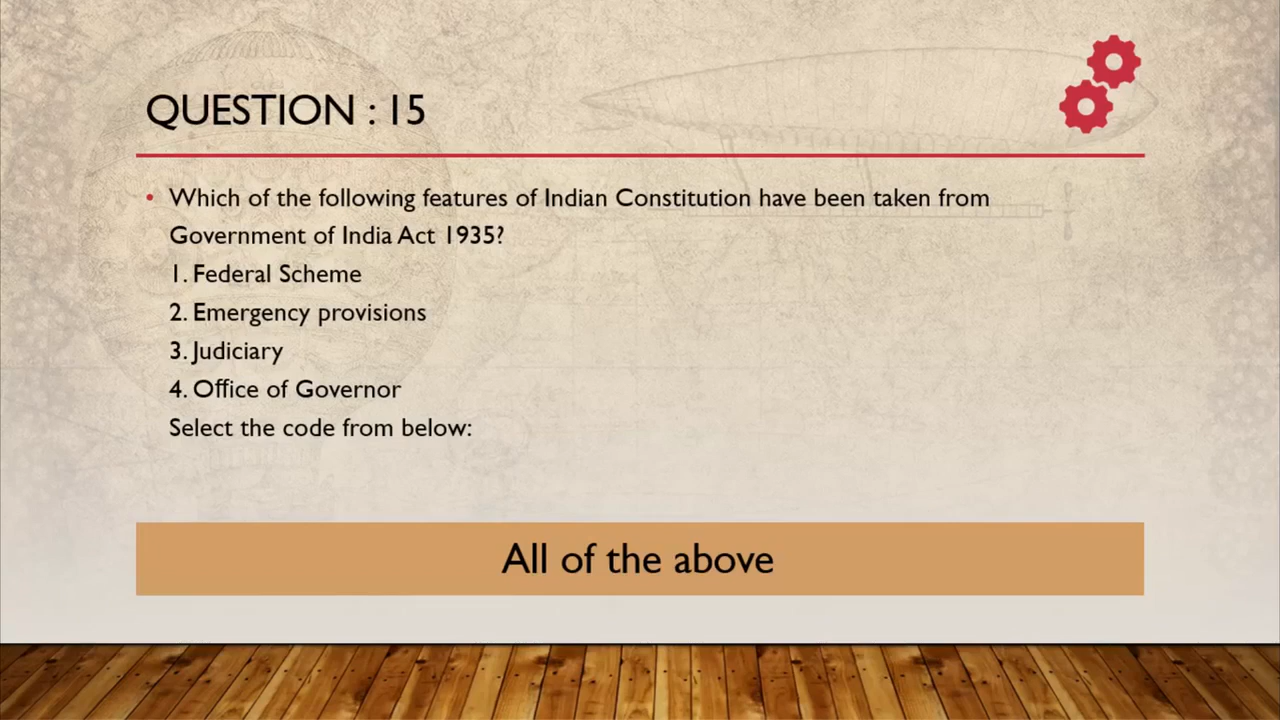 QUESTION : 15
• Which of the following features of Indian Constitution have been taken from
Government of India Act 1935?
1. Federal Scheme
2. Emergency provisions
3. Judiciary
4. Office of Governor
Select the code from below:
All of the above